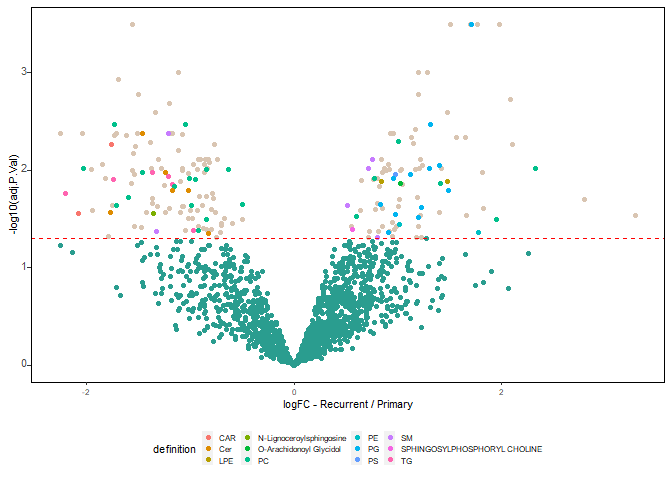 3
2
1
0
-log10(adj.P.Val)
-2
0
2
logFC - Recurrent / Primary
definition
CAR
Cer
LPE
N-Lignoceroylsphingosine
O-Arachidonoyl Glycidol
PC
PE
PG
PS
SM
SPHINGOSYLPHOSPHORYL CHOLINE
TG